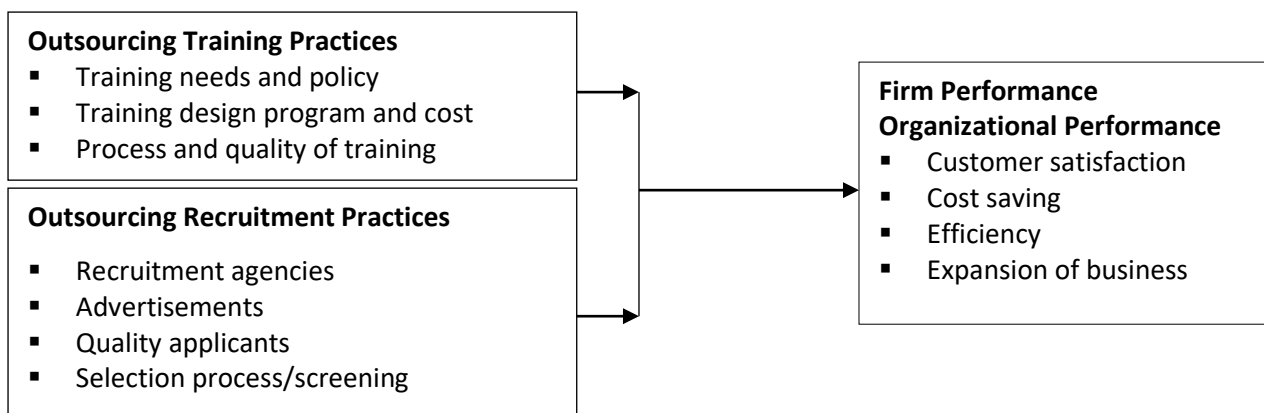 Outsourcing Training Practices
▪ Training needs and policy
▪ Training design program and cost
▪ Process and quality of training
Outsourcing Recruitment Practices
▪ Recruitment agencies
▪ Advertisements
▪ Quality applicants
▪ Selection process/screening
Firm Performance
Organizational Performance
▪ Customer satisfaction
▪ Cost saving
▪ Efficiency
▪ Expansion of business